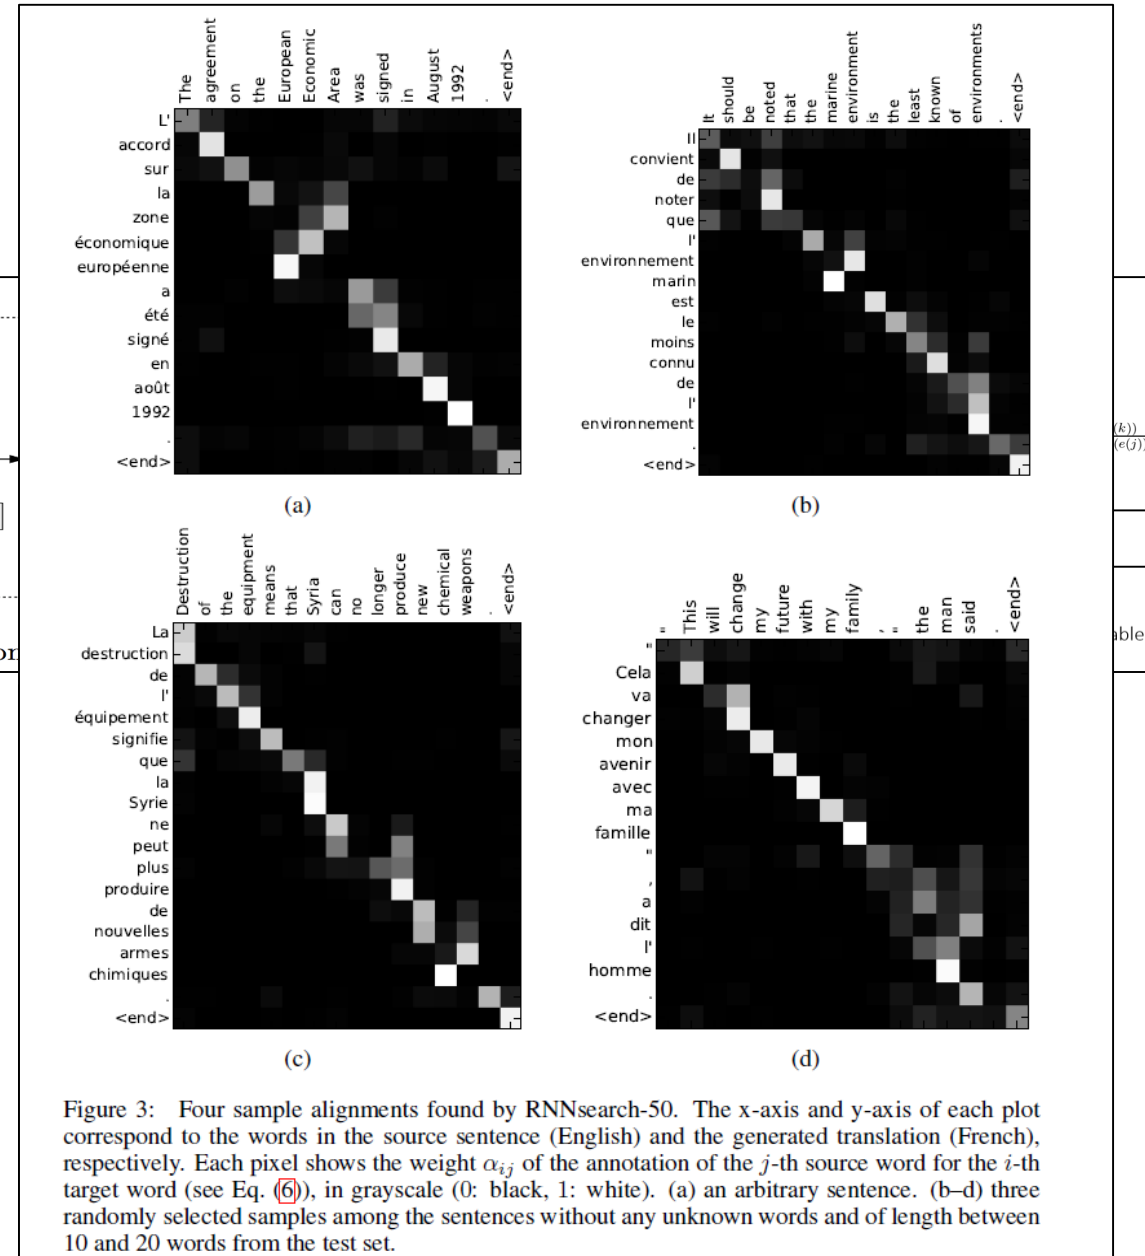 The agreement on the European Economic Area was signed in August 1992 . <end>
L'
accord
sur
la
zone
économique
européenne
a
été
signé
en
août
1992
.
<end>
(a)
It should be noted that the marine environment is the least known of environments . <end>
Il
convient
de
noter
que
l'
environnement
marin
est
le
moins
connu
de
l'
environnement
.
<end>
(b)
Destruction of the equipment means that Syria can no longer produce new chemical weapons . <end>
La
destruction
de
l'
équipement
signifie
que
la
Syrie
ne
peut
plus
produire
de
nouvelles
armes
chimiques
.
<end>
(c)
" This will change my future with my family , " the man said . <end>
"
Cela
va
changer
mon
avenir
avec
ma
famille
"
,
a
dit
l'
homme
.
<end>
(d)
(k))
(e(j))
able
on
Figure 3: Four sample alignments found by RNNsearch-50. The x-axis and y-axis of each plot
correspond to the words in the source sentence (English) and the generated translation (French),
respectively. Each pixel shows the weight αij of the annotation of the j-th source word for the i-th
target word (see Eq. (6)), in grayscale (0: black, 1: white). (a) an arbitrary sentence. (b–d) three
randomly selected samples among the sentences without any unknown words and of length between
10 and 20 words from the test set.